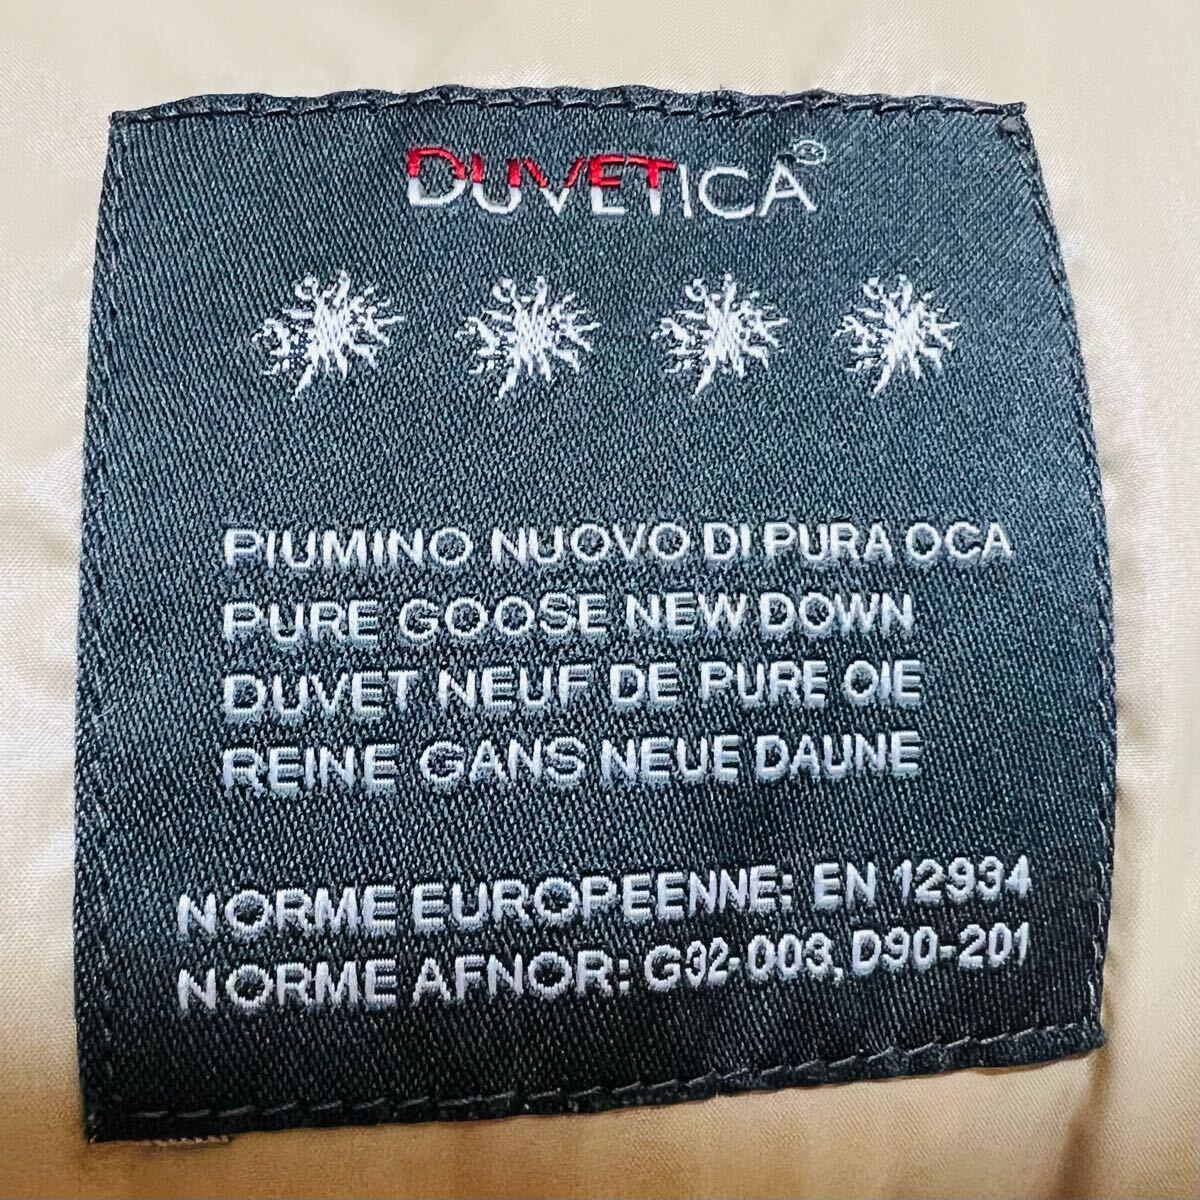 DUVETICA®
PIUMINO NUOVO DI PURA OCA
PURE GOOSE NEW DOWN
DUVET NEUF DE PURE OIE
REINE GANS NEUE DAUNE
NORME EUROPEENNE: EN 12934
NORME AFNOR: G32-003, D90-201